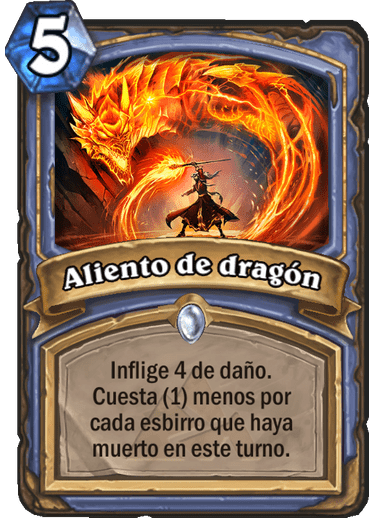 5
Aliento de dragón
Inflige 4 de daño.
Cuesta (1) menos por
cada esbirro que haya
muerto en este turno.